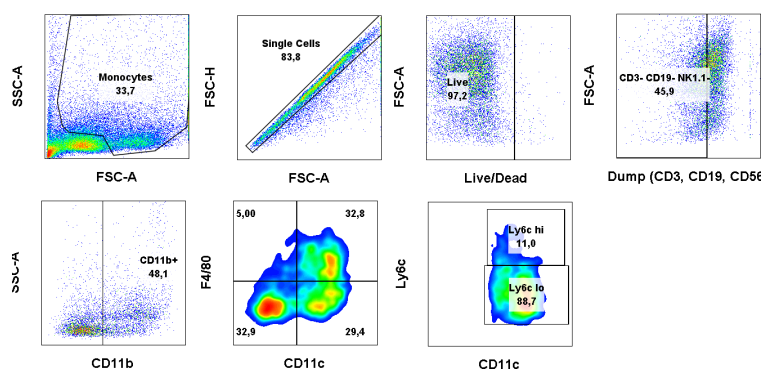 SSC-A
Monocytes
33,7
FSC-A
FSC-H
Single Cells
83,8
FSC-A
FSC-A
Live
97,2
Live/Dead
FSC-A
CD3- CD19- NK1.1-
45,9
Dump (CD3, CD19, CD56
SSC-A
CD11b+
48,1
CD11b
F4/80
5,00
32,8
32,9
29,4
CD11c
Ly6c
Ly6c hi
11,0
Ly6c lo
88,7
CD11c